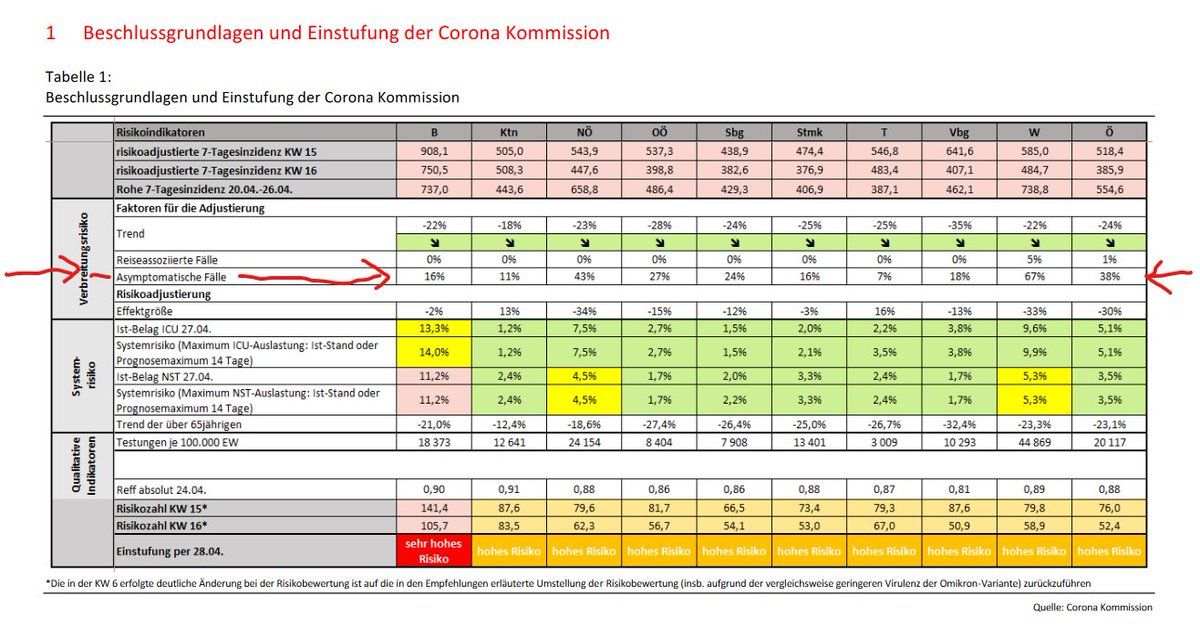 1 Beschlussgrundlagen und Einstufung der Corona Kommission
Tabelle 1:
Beschlussgrundlagen und Einstufung der Corona Kommission
Risikoindikatoren B Ktn NÖ OÖ Sbg Stmk T Vbg W Ö
risikoadjustierte 7-Tagesinzidenz KW 15 908,1 505,0 543,9 537,3 438,9 474,4 546,8 641,6 585,0 518,4
risikoadjustierte 7-Tagesinzidenz KW 16 750,5 508,3 447,6 398,8 382,6 376,9 483,4 407,1 484,7 385,9
Rohe 7-Tagesinzidenz 20.04.-26.04. 737,0 443,6 658,8 486,4 429,3 406,9 387,1 462,1 738,8 554,6
Verbreitungsrisiko
Faktoren für die Adjustierung
Trend -22% -18% -23% -28% -24% -25% -25% -35% -22% -24%
Reiseassoziierte Fälle 0% 0% 0% 0% 0% 0% 0% 0% 5% 1%
Asymptomatische Fälle 16% 11% 43% 27% 24% 16% 7% 18% 67% 38%
Risikoadjustierung
Effektgröße -2% 13% -34% -15% -12% -3% 16% -13% -33% -30%
System-
risiko
Ist-Belag ICU 27.04. 13,3% 1,2% 7,5% 2,7% 1,5% 2,0% 2,2% 3,8% 9,6% 5,1%
Systemrisiko (Maximum ICU-Auslastung: Ist-Stand oder
Prognosemaximum 14 Tage) 14,0% 1,2% 7,5% 2,7% 1,5% 2,1% 3,5% 3,8% 9,9% 5,1%
Ist-Belag NST 27.04. 11,2% 2,4% 4,5% 1,7% 2,0% 3,3% 2,4% 1,7% 5,3% 3,5%
Systemrisiko (Maximum NST-Auslastung: Ist-Stand oder
Prognosemaximum 14 Tage) 11,2% 2,4% 4,5% 1,7% 2,2% 3,3% 2,4% 1,7% 5,3% 3,5%
Trend der über 65jährigen -21,0% -12,4% -18,6% -27,4% -26,4% -25,0% -26,7% -32,4% -23,3% -23,1%
Qualitative
Indikatoren
Testungen je 100.000 EW 18 373 12 641 24 154 8 404 7 908 13 401 3 009 10 293 44 869 20 117
Reff absolut 24.04. 0,90 0,91 0,88 0,86 0,86 0,88 0,87 0,81 0,89 0,88
Risikozahl KW 15* 141,4 87,6 79,6 81,7 66,5 73,4 79,3 87,6 79,8 76,0
Risikozahl KW 16* 105,7 83,5 62,3 56,7 54,1 53,0 67,0 50,9 58,9 52,4
Einstufung per 28.04. sehr hohes Risiko hohes Risiko hohes Risiko hohes Risiko hohes Risiko hohes Risiko hohes Risiko hohes Risiko hohes Risiko hohes Risiko
*Die in der KW 6 erfolgte deutliche Änderung bei der Risikobewertung ist auf die in den Empfehlungen erläuterte Umstellung der Risikobewertung (insb. aufgrund der vergleichsweise geringeren Virulenz der Omikron-Variante) zurückzuführen
Quelle: Corona Kommission